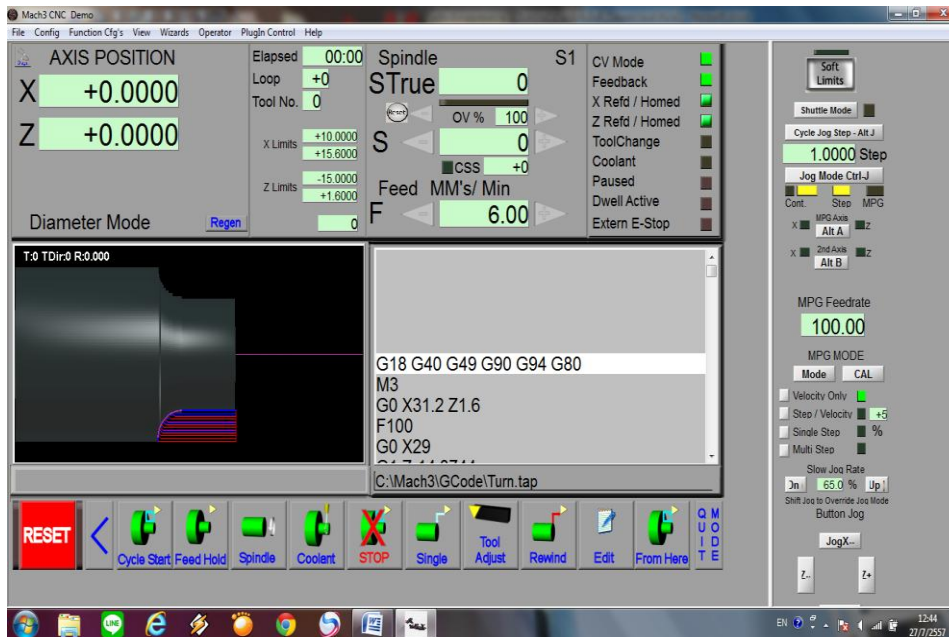 Mach3 CNC Demo
File Config Function Cfg's View Wizards Operator PlugIn Control Help
AXIS POSITION
X +0.0000
Z +0.0000
Diameter Mode Regen
Elapsed 00:00
Loop +0
Tool No. 0
X Limits +10.0000
+15.6000
Z Limits -15.0000
+1.6000
0
Spindle S1
STrue 0
Reset OV % 100
S 0
CSS +0
Feed MM's/ Min
F 6.00
CV Mode
Feedback
X Refd / Homed
Z Refd / Homed
ToolChange
Coolant
Paused
Dwell Active
Extern E-Stop
Soft
Limits
Shuttle Mode
Cycle Jog Step - Alt J
1.0000 Step
Jog Mode Ctrl-J
Cont. Step MPG
MPG Axis
X Alt A Z
2nd Axis
X Alt B Z
MPG Feedrate
100.00
MPG MODE
Mode CAL
Velocity Only
Step / Velocity +5
Single Step %
Multi Step
Slow Jog Rate
Dn 65.0 % Up
Shift Jog to Override Jog Mode
Button Jog
JogX--
Z-- Z+
T:0 TDir:0 R:0.000
G18 G40 G49 G90 G94 G80
M3
G0 X31.2 Z1.6
F100
G0 X29
C:\Mach3\GCode\Turn.tap
RESET
Cycle Start
Feed Hold
Spindle
Coolent
STOP
Single
Tool
Adjust
Rewind
Edit
From Here
QUIT
MODE
LINE
EN
12:44
27/7/2557